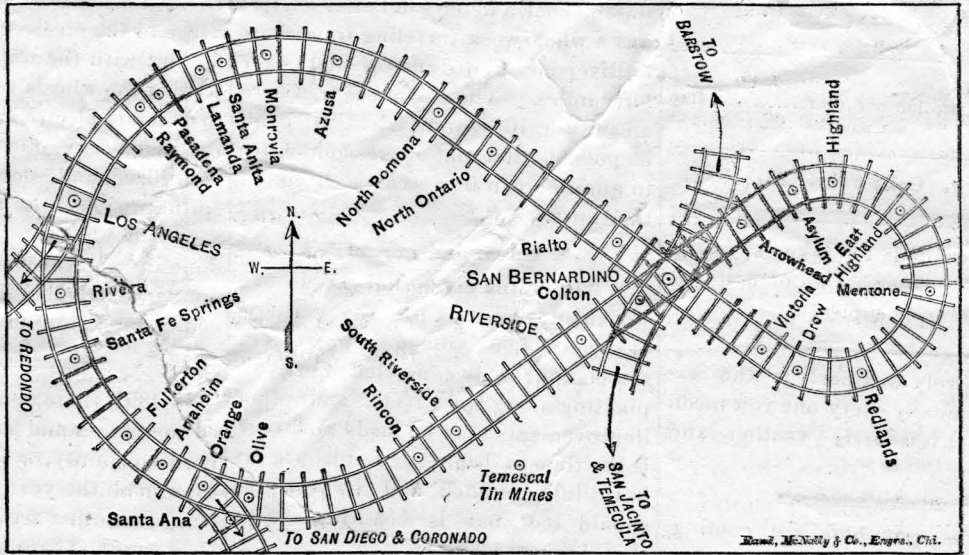 TO
BARSTOW
Highland
Azusa
Monrovia
Santa Anita
Lamanda
Pasadena
Raymond
LOS ANGELES
North Pomona
North Ontario
Rialto
SAN BERNARDINO
Colton
RIVERSIDE
Arrowhead
Asylum
East
Highland
Mentone
Victoria
Drew
Redlands
N
W.
E.
S
Rivera
Santa Fe Springs
TO REDONDO
Fullerton
Anaheim
Orange
Olive
Santa Ana
South Riverside
Rincon
Temescal
Tin Mines
TO
SAN JACINTO
& TEMECULA
TO SAN DIEGO & CORONADO
Rand, McNally & Co., Engrs., Chi.